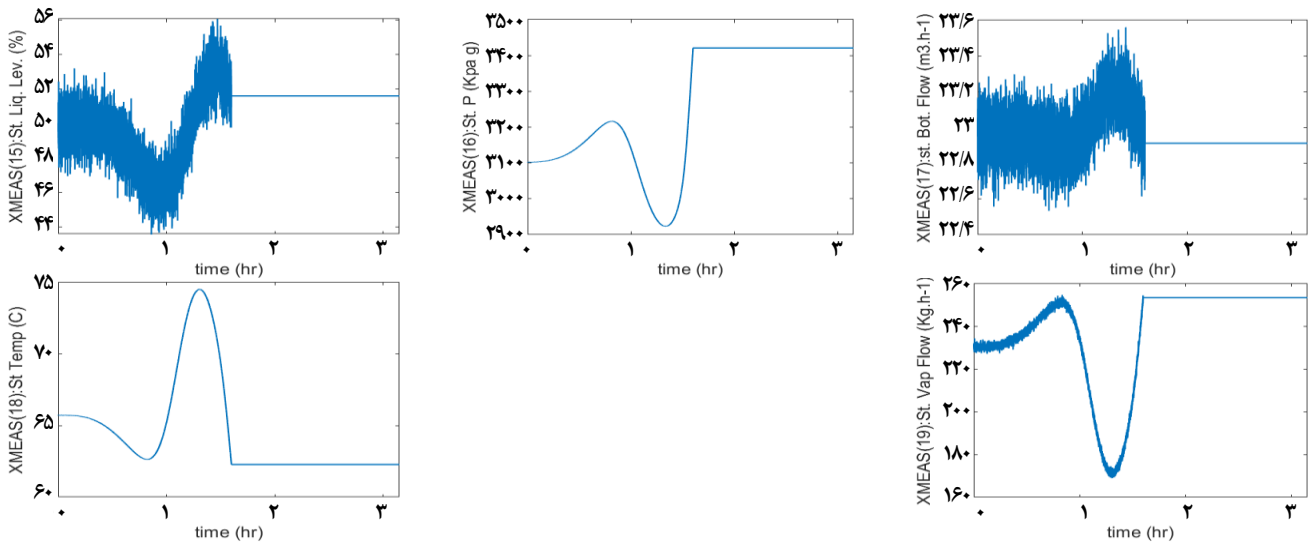 XMEAS(15):St. Liq. Lev. (%)
۵۶
۵۴
۵۲
۵۰
۴۸
۴۶
۴۴
۰ ۱ ۲ ۳
time (hr)
XMEAS(16):St. P (Kpa g)
۳۵۰۰
۳۴۰۰
۳۳۰۰
۳۲۰۰
۳۱۰۰
۳۰۰۰
۲۹۰۰
۰ ۱ ۲ ۳
time (hr)
XMEAS(17):st. Bot. Flow (m3.h-1)
۲۳/۶
۲۳/۴
۲۳/۲
۲۳
۲۲/۸
۲۲/۶
۲۲/۴
۰ ۱ ۲ ۳
time (hr)
XMEAS(18):St Temp (C)
۷۵
۷۰
۶۵
۶۰
۰ ۱ ۲ ۳
time (hr)
XMEAS(19):St. Vap Flow (Kg.h-1)
۲۶۰
۲۴۰
۲۲۰
۲۰۰
۱۸۰
۱۶۰
۰ ۱ ۲ ۳
time (hr)